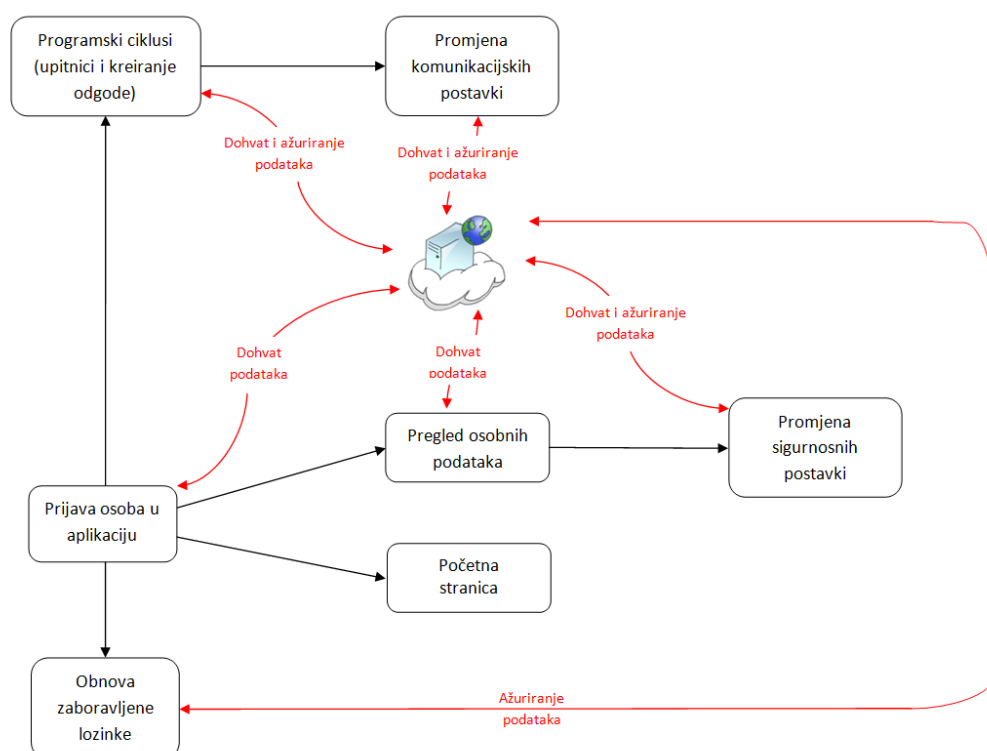 Programski ciklusi
(upitnici i kreiranje
odgode)
Promjena
komunikacijskih
postavki
Dohvat i ažuriranje
podataka
Dohvat i ažuriranje
podataka
Dohvat i ažuriranje
podataka
Dohvat
podataka
Dohvat
podataka
Pregled osobnih
podataka
Promjena
sigurnosnih
postavki
Prijava osoba u
aplikaciju
Početna
stranica
Obnova
zaboravljene
lozinke
Ažuriranje
podataka